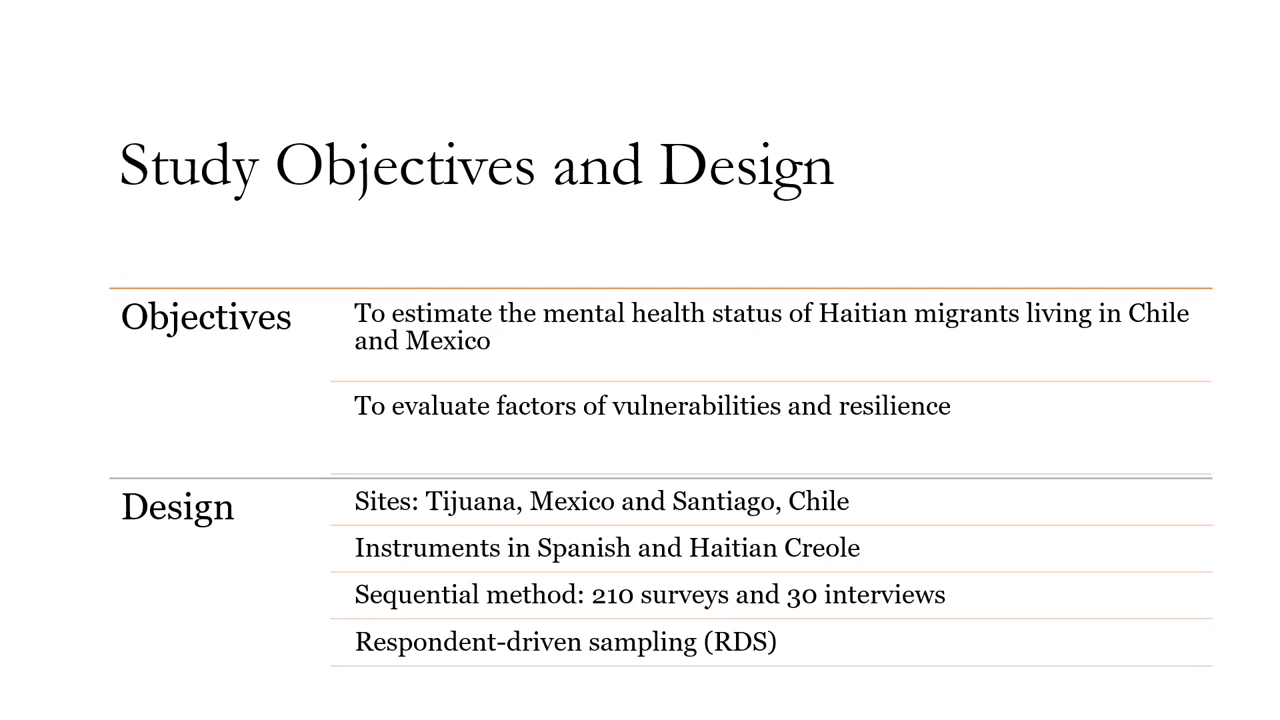 Study Objectives and Design
Objectives
To estimate the mental health status of Haitian migrants living in Chile
and Mexico
To evaluate factors of vulnerabilities and resilience
Design
Sites: Tijuana, Mexico and Santiago, Chile
Instruments in Spanish and Haitian Creole
Sequential method: 210 surveys and 30 interviews
Respondent-driven sampling (RDS)